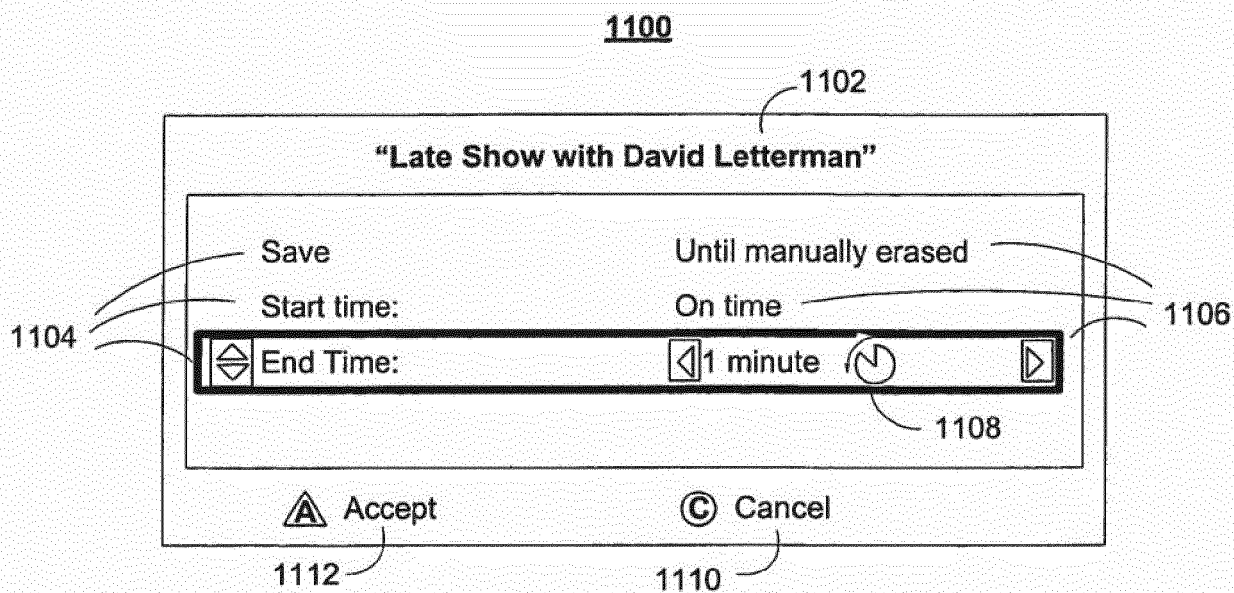 1100
1102
“Late Show with David Letterman”
Save Until manually erased
Start time: On time
1104 1106
End Time: 1 minute
1108
A Accept C Cancel
1112 1110